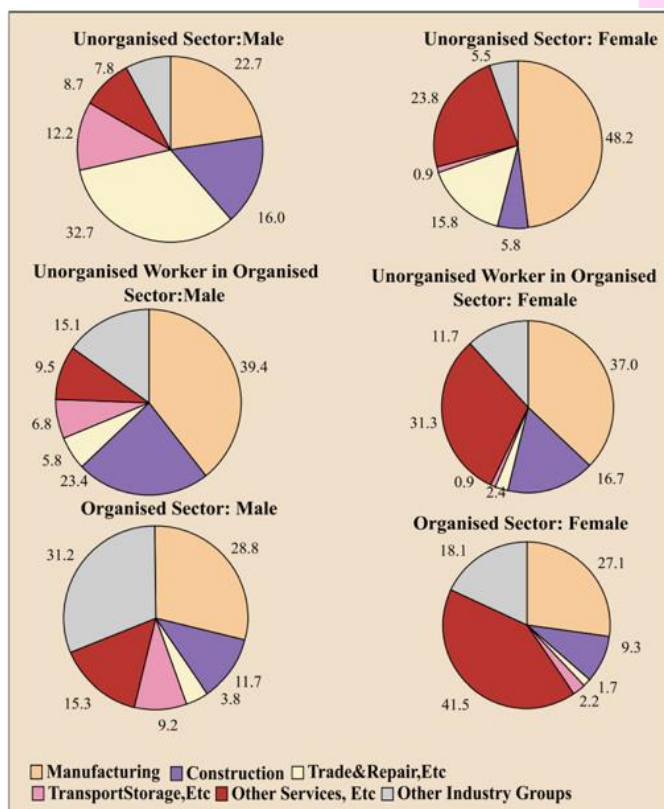 Unorganised Sector:Male
7.8
22.7
8.7
12.2
32.7
16.0
Unorganised Sector: Female
5.5
23.8
48.2
0.9
15.8
5.8
Unorganised Worker in Organised
Sector:Male
15.1
9.5
39.4
6.8
5.8
23.4
Unorganised Worker in Organised
Sector: Female
11.7
37.0
31.3
0.9
2.4
16.7
Organised Sector: Male
31.2
28.8
11.7
3.8
15.3
9.2
Organised Sector: Female
18.1
27.1
9.3
1.7
2.2
41.5
Manufacturing
Construction
Trade&Repair,Etc
TransportStorage,Etc
Other Services, Etc
Other Industry Groups